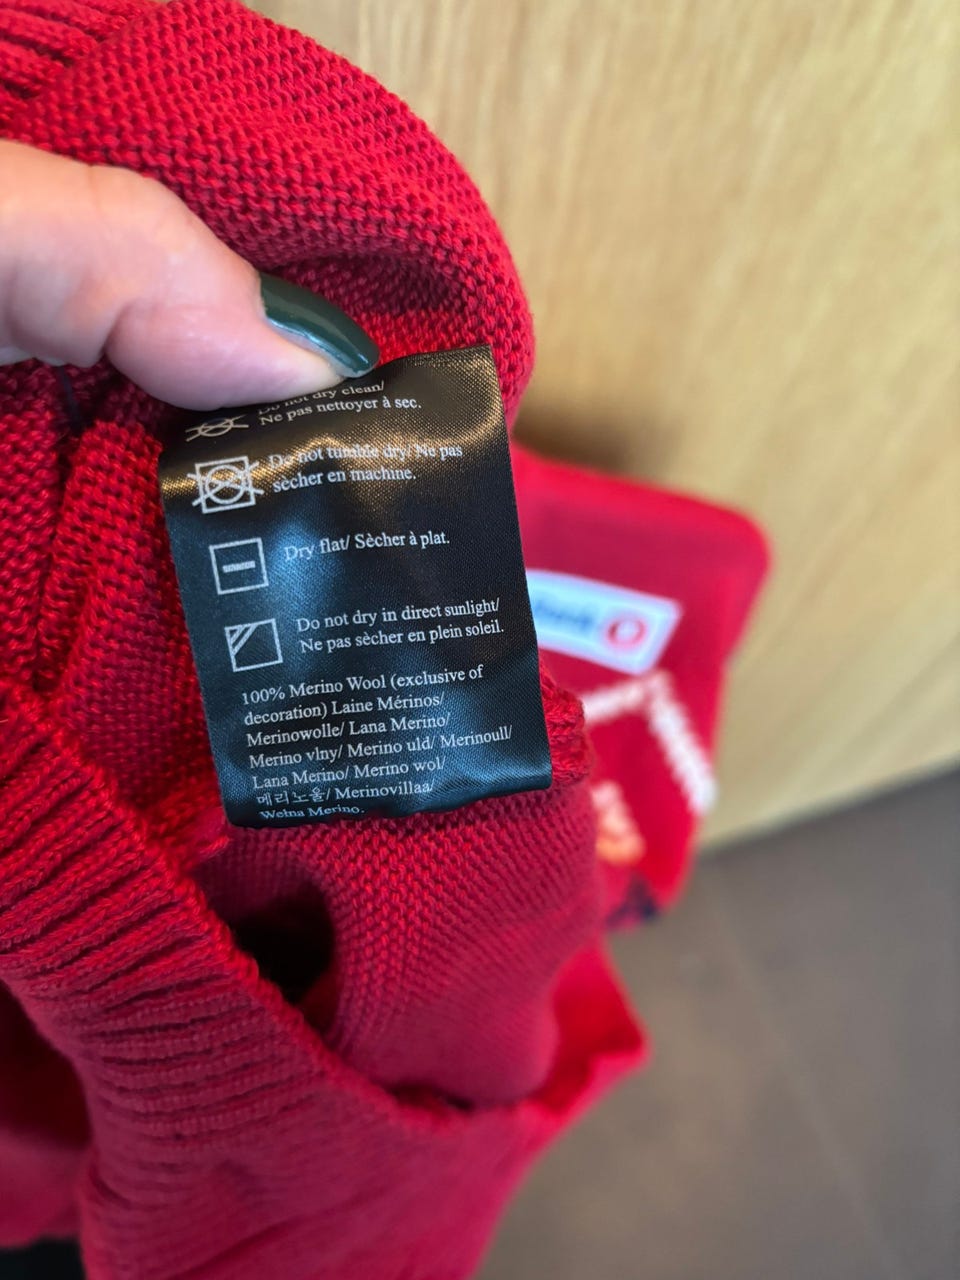 Do not dry clean/
Ne pas nettoyer à sec.
Do not tumble dry/ Ne pas
sècher en machine.
Dry flat/ Sècher à plat.
Do not dry in direct sunlight/
Ne pas sècher en plein soleil.
100% Merino Wool (exclusive of
decoration) Laine Mérinos/
Merinowolle/ Lana Merino/
Merino vlny/ Merino uld/ Merinoull/
Lana Merino/ Merino wol/
메리노울/ Merinovillaa/
Wełna Merino.